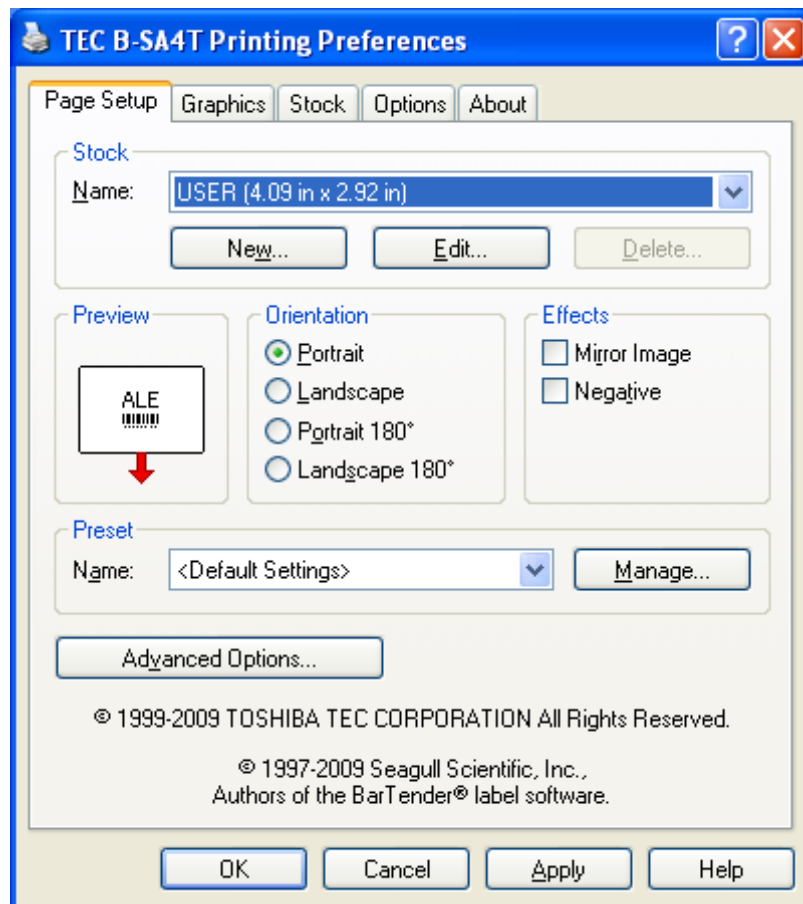 TEC B-SA4T Printing Preferences
Page Setup Graphics Stock Options About
Stock
Name: USER (4.09 in x 2.92 in)
New... Edit... Delete...
Preview Orientation Effects
Portrait Mirror Image
ALE Landscape Negative
Portrait 180°
Landscape 180°
Preset
Name: <Default Settings> Manage...
Advanced Options...
© 1999-2009 TOSHIBA TEC CORPORATION All Rights Reserved.
© 1997-2009 Seagull Scientific, Inc.,
Authors of the BarTender® label software.
OK Cancel Apply Help